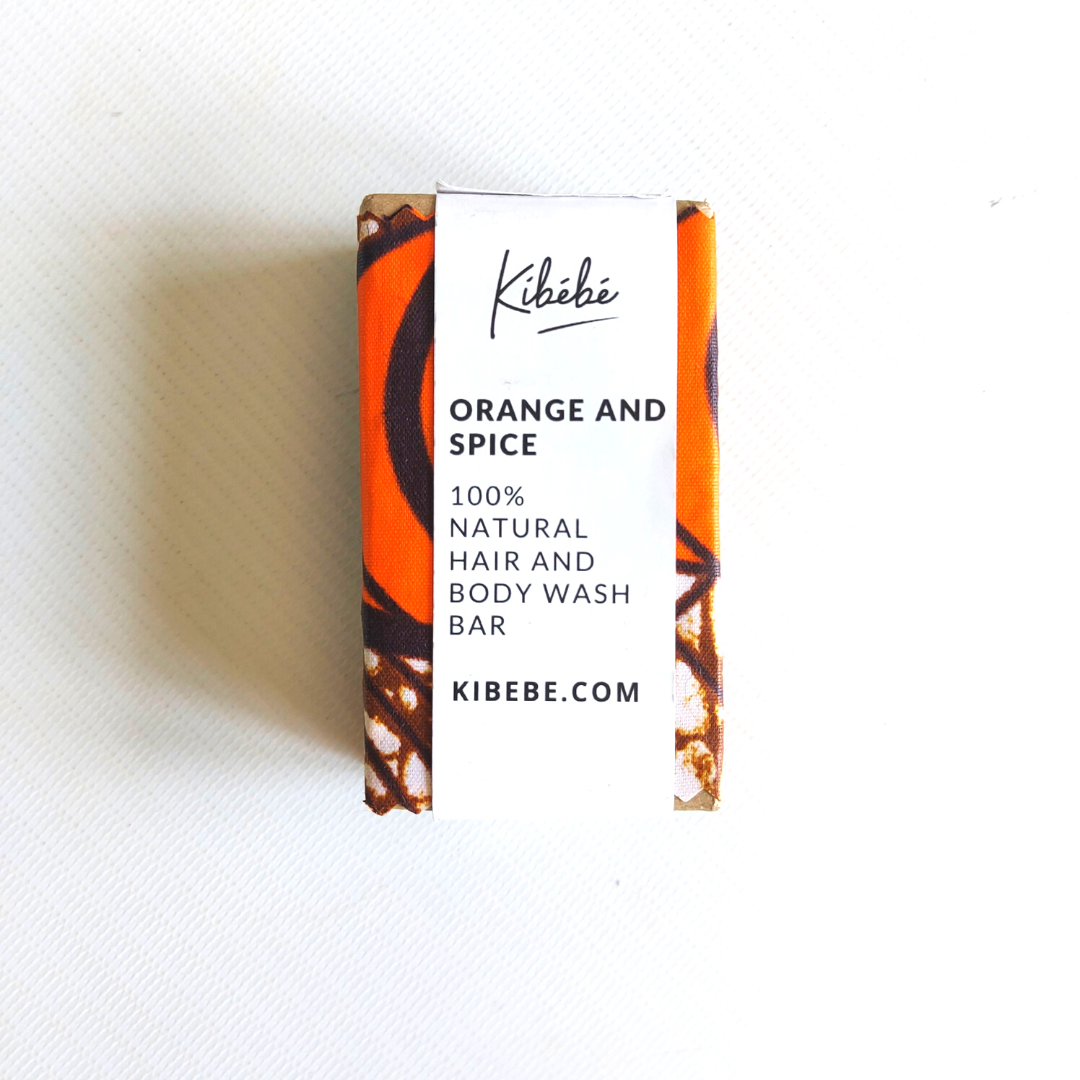 Kibébé
ORANGE AND
SPICE
100%
NATURAL
HAIR AND
BODY WASH
BAR
KIBEBE.COM